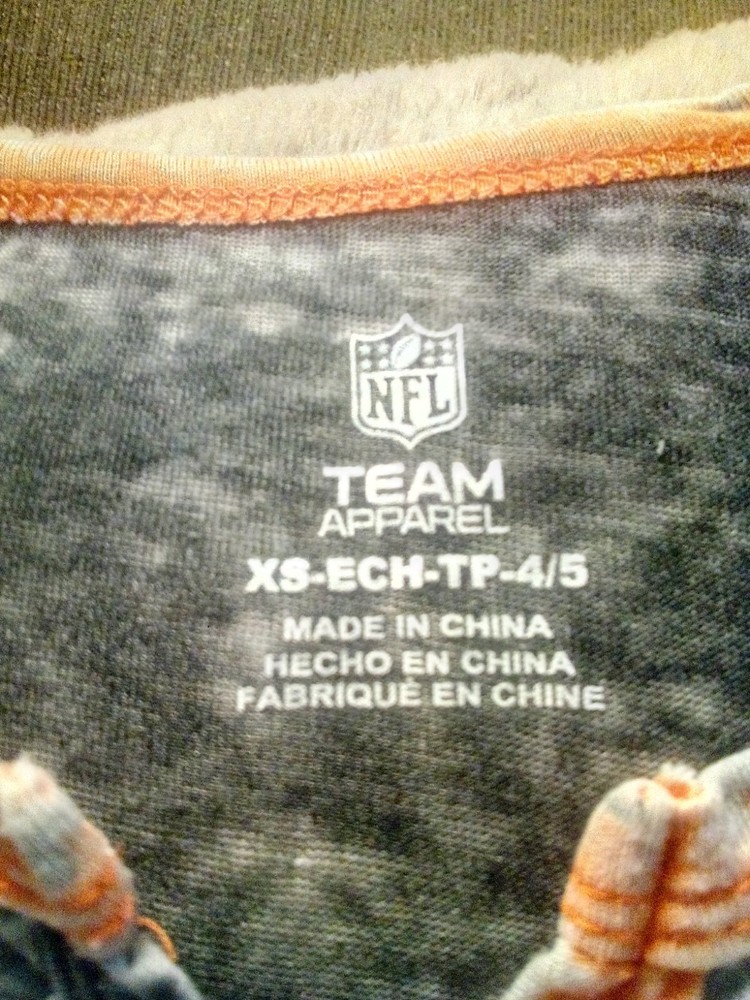 NFL
TEAM
APPAREL
XS-ECH-TP-4/5
MADE IN CHINA
HECHO EN CHINA
FABRIQUÉ EN CHINE